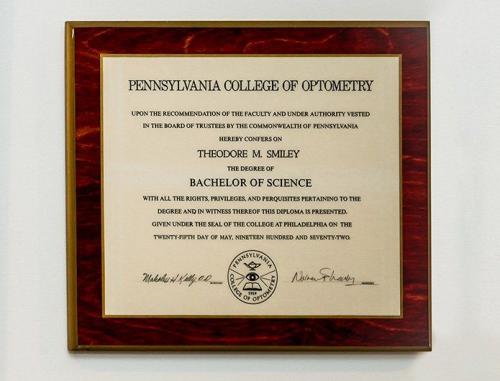 PENNSYLVANIA COLLEGE OF OPTOMETRY
UPON THE RECOMMENDATION OF THE FACULTY AND UNDER AUTHORITY VESTED
IN THE BOARD OF TRUSTEES BY THE COMMONWEALTH OF PENNSYLVANIA
HEREBY CONFERS ON
THEODORE M. SMILEY
THE DEGREE OF
BACHELOR OF SCIENCE
WITH ALL THE RIGHTS, PRIVILEGES, AND PERQUISITES PERTAINING TO THE
DEGREE AND IN WITNESS THEREOF THIS DIPLOMA IS PRESENTED.
GIVEN UNDER THE SEAL OF THE COLLEGE AT PHILADELPHIA ON THE
TWENTY-FIFTH DAY OF MAY, NINETEEN HUNDRED AND SEVENTY-TWO.
PENNSYLVANIA
COLLEGE OF OPTOMETRY
1919